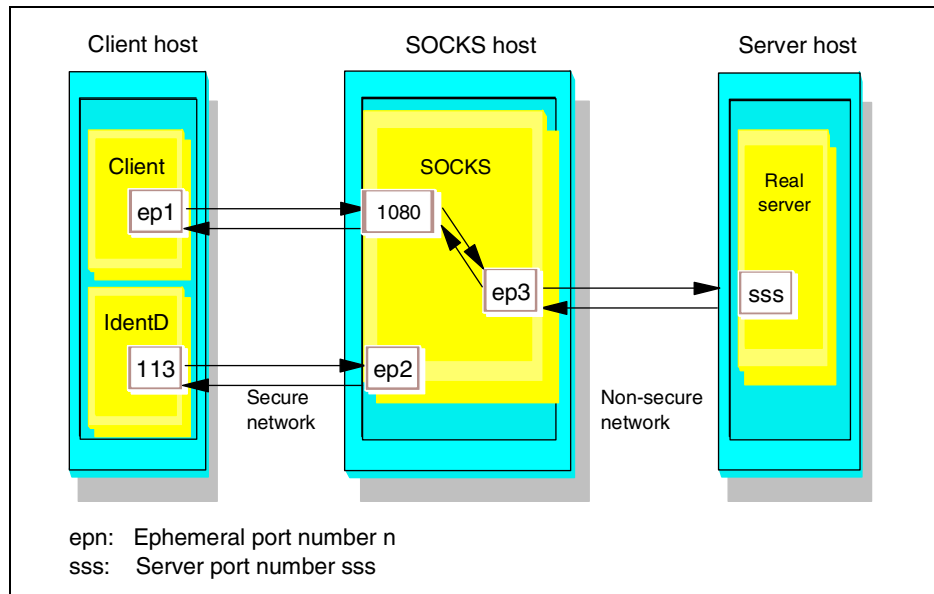 Client host
SOCKS host
Server host
Client
ep1
IdentD
113
Secure
network
SOCKS
1080
ep3
ep2
Non-secure
network
Real
server
sss
epn: Ephemeral port number n
sss: Server port number sss